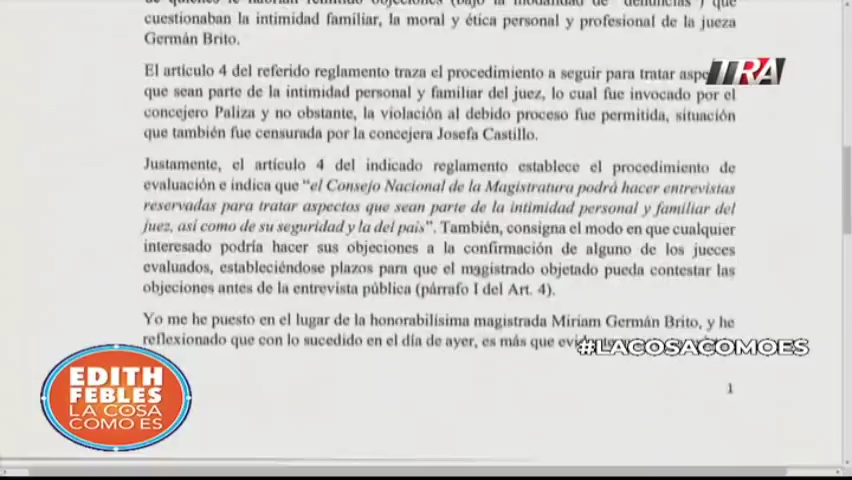 cuestionaban la intimidad familiar, la moral y ética personal y profesional de la jueza
Germán Brito.
El artículo 4 del referido reglamento traza el procedimiento a seguir para tratar
TRA
que sean parte de la intimidad personal y familiar del juez, lo cual fue invocado por el
concejero Paliza y no obstante, la violación al debido proceso fue permitida, situación
que también fue censurada por la concejera Josefa Castillo.
Justamente, el artículo 4 del indicado reglamento establece el procedimiento de
evaluación e indica que "el Consejo Nacional de la Magistratura podrá hacer entrevistas
reservadas para tratar aspectos que sean parte de la intimidad personal y familiar del
juez, así como de su seguridad y la del país". También, consigna el modo en que cualquier
interesado podría hacer sus objeciones a la confirmación de alguno de los jueces
evaluados, estableciéndose plazos para que el magistrado objetado pueda contestar las
objeciones antes de la entrevista pública (párrafo I del Art. 4).
Yo me he puesto en el lugar de la honorabilísima magistrada Miriam Germán Brito, y he
reflexionado que con lo sucedido en el día de ayer, es más que
#LACOSACOMOES
1
EDITH
FEBLES
LA COSA
COMO ES